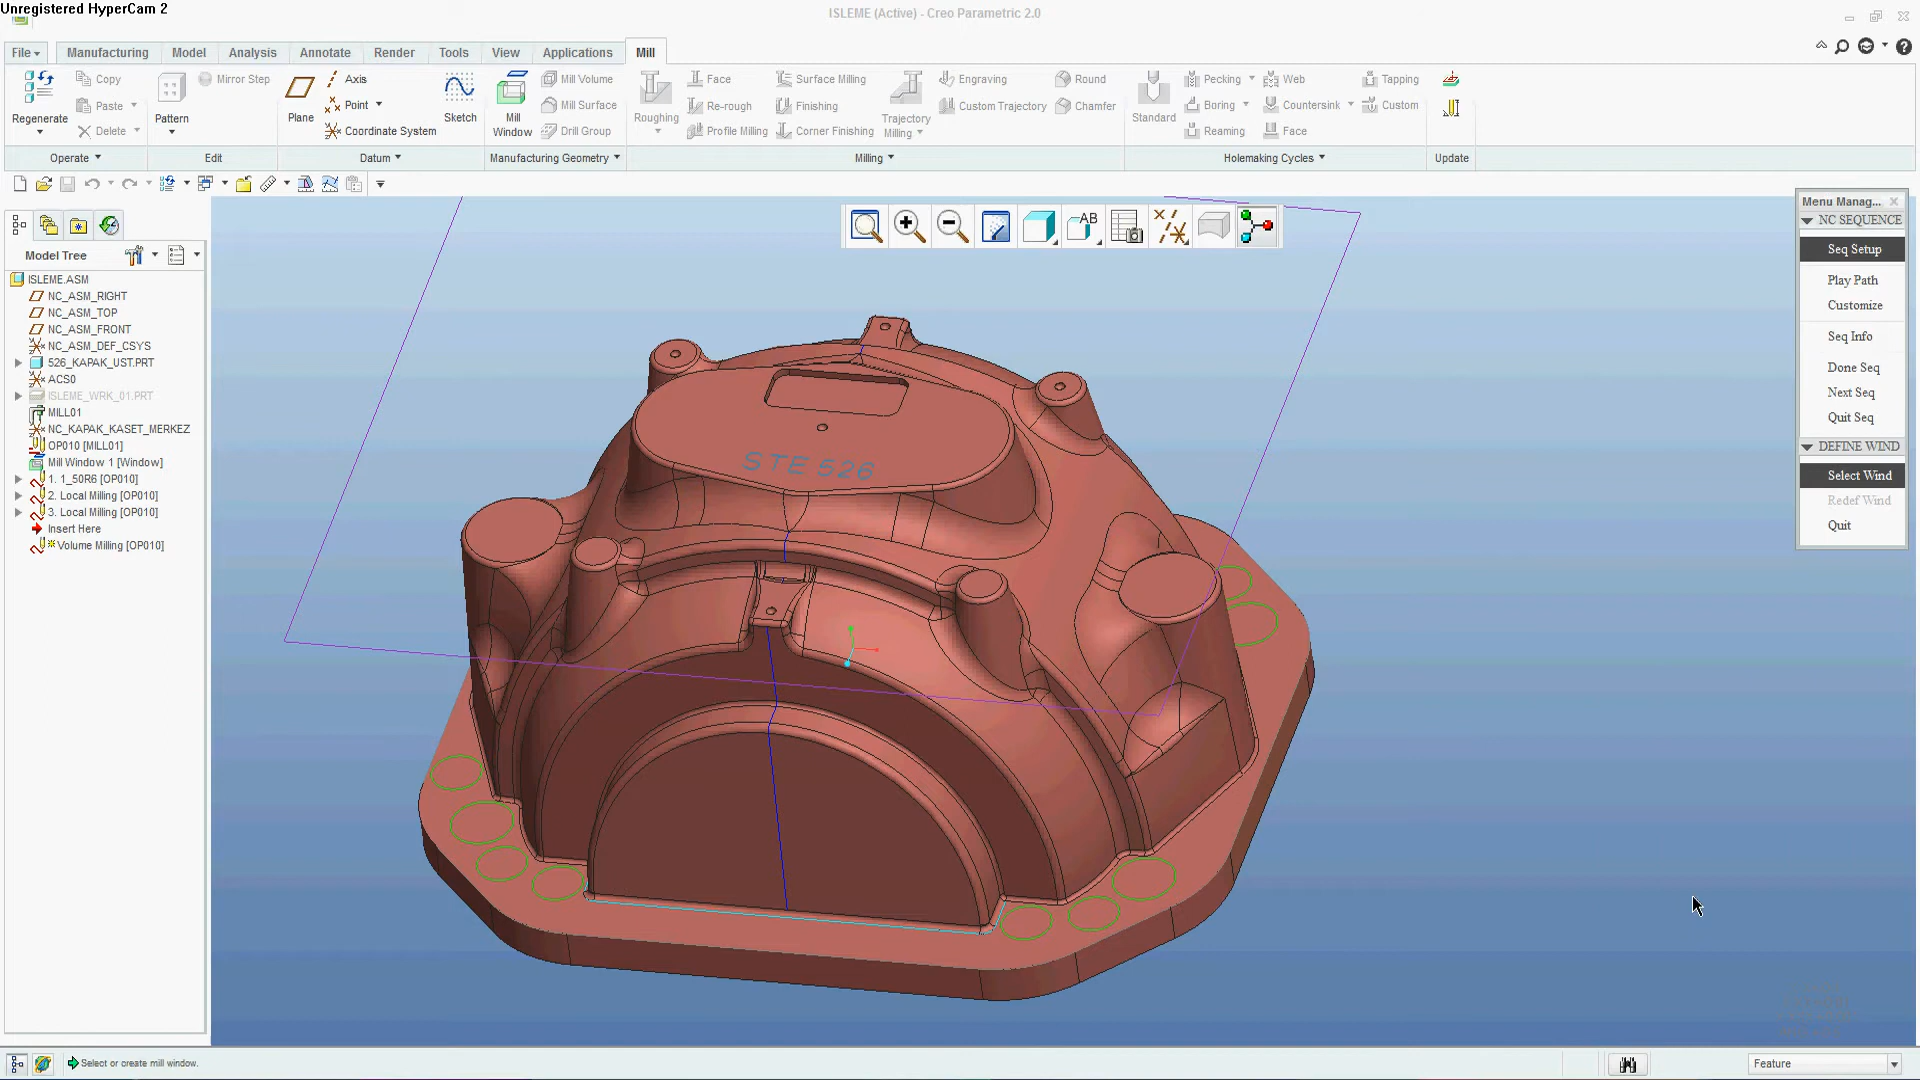 Unregistered HyperCam 2
ISLEME (Active) - Creo Parametric 2.0
File Manufacturing Model Analysis Annotate Render Tools View Applications Mill
Regenerate
Copy
Paste
Delete
Operate
Pattern
Mirror Step
Edit
Plane
Axis
Point
Coordinate System
Sketch
Datum
Mill Window
Mill Volume
Mill Surface
Drill Group
Manufacturing Geometry
Roughing
Face
Re-rough
Profile Milling
Surface Milling
Finishing
Corner Finishing
Trajectory Milling
Engraving
Custom Trajectory
Round
Chamfer
Milling
Standard
Pecking
Boring
Reaming
Web
Countersink
Face
Tapping
Custom
Holemaking Cycles
Update
Model Tree
ISLEME.ASM
NC_ASM_RIGHT
NC_ASM_TOP
NC_ASM_FRONT
NC_ASM_DEF_CSYS
526_KAPAK_UST.PRT
ACS0
ISLEME_WRK_01.PRT
MILL01
NC_KAPAK_KASET_MERKEZ
OP010 [MILL01]
Mill Window 1 [Window]
1. 1_50R6 [OP010]
2. Local Milling [OP010]
3. Local Milling [OP010]
Insert Here
Volume Milling [OP010]
AB
STE 526
Menu Manag...
NC SEQUENCE
Seq Setup
Play Path
Customize
Seq Info
Done Seq
Next Seq
Quit Seq
DEFINE WIND
Select Wind
Redef Wind
Quit
Select or create mill window.
Feature